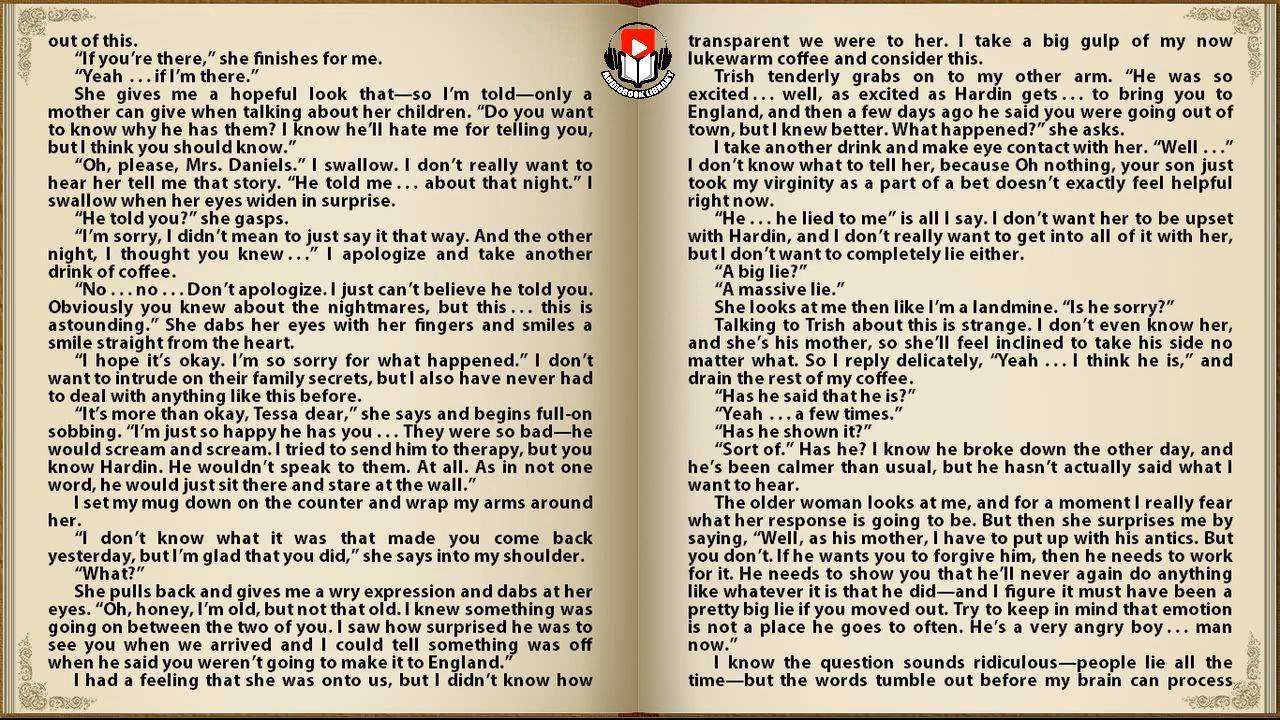 out of this.
“If you’re there,” she finishes for me.
“Yeah . . . if I’m there.”
She gives me a hopeful look that—so I’m told—only a
mother can give when talking about her children. “Do you want
to know why he has them? I know he’ll hate me for telling you,
but I think you should know.”
“Oh, please, Mrs. Daniels.” I swallow. I don’t really want to
hear her tell me that story. “He told me . . . about that night.” I
swallow when her eyes widen in surprise.
“He told you?” she gasps.
“I’m sorry, I didn’t mean to just say it that way. And the other
night, I thought you knew . . .” I apologize and take another
drink of coffee.
“No . . . no . . . Don’t apologize. I just can’t believe he told you.
Obviously you knew about the nightmares, but this . . . this is
astounding.” She dabs her eyes with her fingers and smiles a
smile straight from the heart.
“I hope it’s okay. I’m so sorry for what happened.” I don’t
want to intrude on their family secrets, but I also have never had
to deal with anything like this before.
“It’s more than okay, Tessa dear,” she says and begins full-on
sobbing. “I’m just so happy he has you . . . They were so bad—he
would scream and scream. I tried to send him to therapy, but you
know Hardin. He wouldn’t speak to them. At all. As in not one
word, he would just sit there and stare at the wall.”
I set my mug down on the counter and wrap my arms around
her.
“I don’t know what it was that made you come back
yesterday, but I’m glad that you did,” she says into my shoulder.
“What?”
She pulls back and gives me a wry expression and dabs at her
eyes. “Oh, honey, I’m old, but not that old. I knew something was
going on between the two of you. I saw how surprised he was to
see you when we arrived and I could tell something was off
when he said you weren’t going to make it to England.”
I had a feeling that she was onto us, but I didn’t know how
AUDIOBOOK LIBRARY
transparent we were to her. I take a big gulp of my now
lukewarm coffee and consider this.
Trish tenderly grabs on to my other arm. “He was so
excited . . . well, as excited as Hardin gets . . . to bring you to
England, and then a few days ago he said you were going out of
town, but I knew better. What happened?” she asks.
I take another drink and make eye contact with her. “Well . . .”
I don’t know what to tell her, because Oh nothing, your son just
took my virginity as a part of a bet doesn’t exactly feel helpful
right now.
“He . . . he lied to me” is all I say. I don’t want her to be upset
with Hardin, and I don’t really want to get into all of it with her,
but I don’t want to completely lie either.
“A big lie?”
“A massive lie.”
She looks at me then like I’m a landmine. “Is he sorry?”
Talking to Trish about this is strange. I don’t even know her,
and she’s his mother, so she’ll feel inclined to take his side no
matter what. So I reply delicately, “Yeah . . . I think he is,” and
drain the rest of my coffee.
“Has he said that he is?”
“Yeah . . . a few times.”
“Has he shown it?”
“Sort of.” Has he? I know he broke down the other day, and
he’s been calmer than usual, but he hasn’t actually said what I
want to hear.
The older woman looks at me, and for a moment I really fear
what her response is going to be. But then she surprises me by
saying, “Well, as his mother, I have to put up with his antics. But
you don’t. If he wants you to forgive him, then he needs to work
for it. He needs to show you that he’ll never again do anything
like whatever it is that he did—and I figure it must have been a
pretty big lie if you moved out. Try to keep in mind that emotion
is not a place he goes to often. He’s a very angry boy . . . man
now.”
I know the question sounds ridiculous—people lie all the
time—but the words tumble out before my brain can process